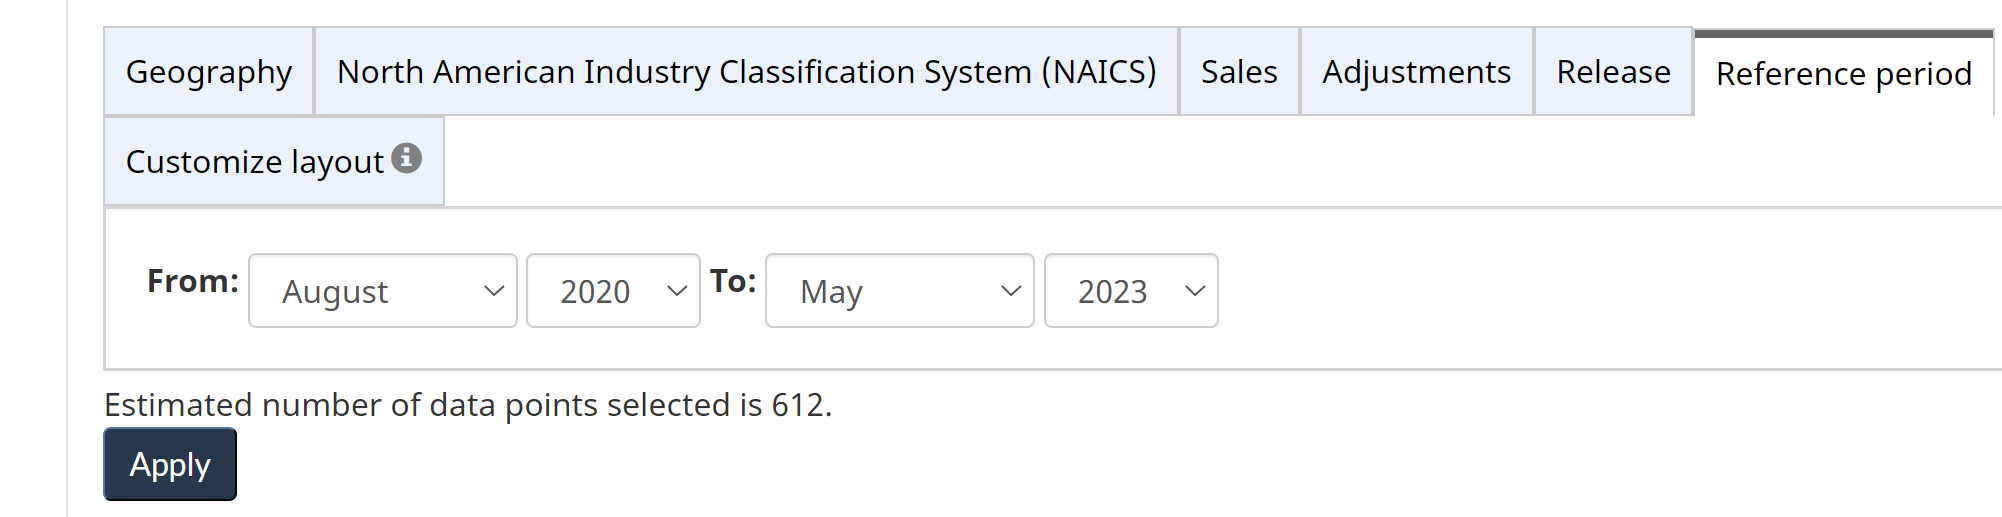 Geography North American Industry Classification System (NAICS) Sales Adjustments Release Reference period
Customize layout
From: August 2020 To: May 2023
Estimated number of data points selected is 612.
Apply